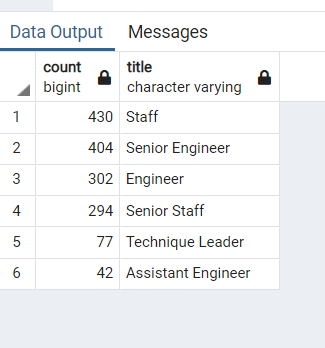 Data Output Messages
count title
bigint character varying
1 430 Staff
2 404 Senior Engineer
3 302 Engineer
4 294 Senior Staff
5 77 Technique Leader
6 42 Assistant Engineer